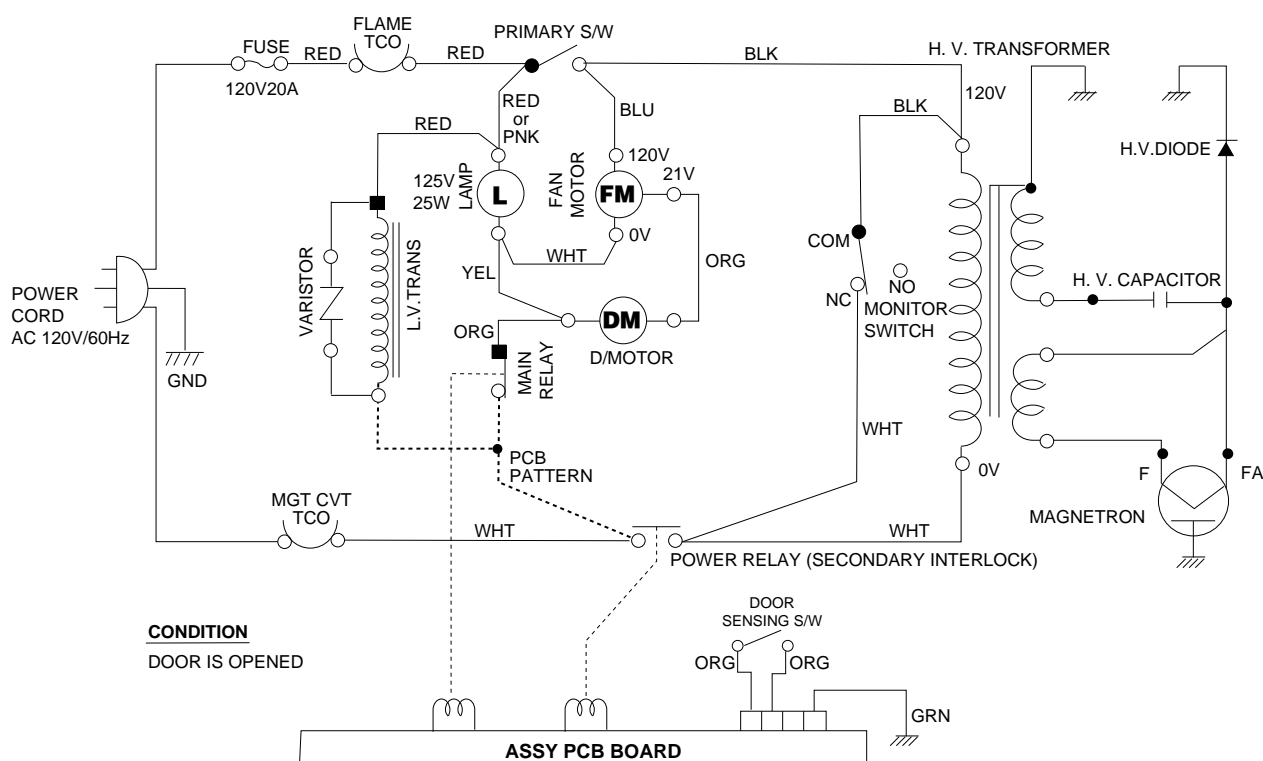 FLAME
TCO
FUSE
RED
RED
120V20A
PRIMARY S/W
BLK
H. V. TRANSFORMER
120V
BLK
RED
or
PNK
BLU
RED
H.V.DIODE
125V
25W
LAMP
L
FAN
MOTOR
120V
21V
FM
0V
WHT
ORG
COM
NC
NO
MONITOR
SWITCH
H. V. CAPACITOR
POWER
CORD
AC 120V/60Hz
GND
VARISTOR
L.V.TRANS
YEL
ORG
DM
D/MOTOR
MAIN
RELAY
WHT
PCB
PATTERN
0V
F
FA
MAGNETRON
MGT CVT
TCO
WHT
WHT
POWER RELAY (SECONDARY INTERLOCK)
CONDITION
DOOR IS OPENED
DOOR
SENSING S/W
ORG
ORG
GRN
ASSY PCB BOARD